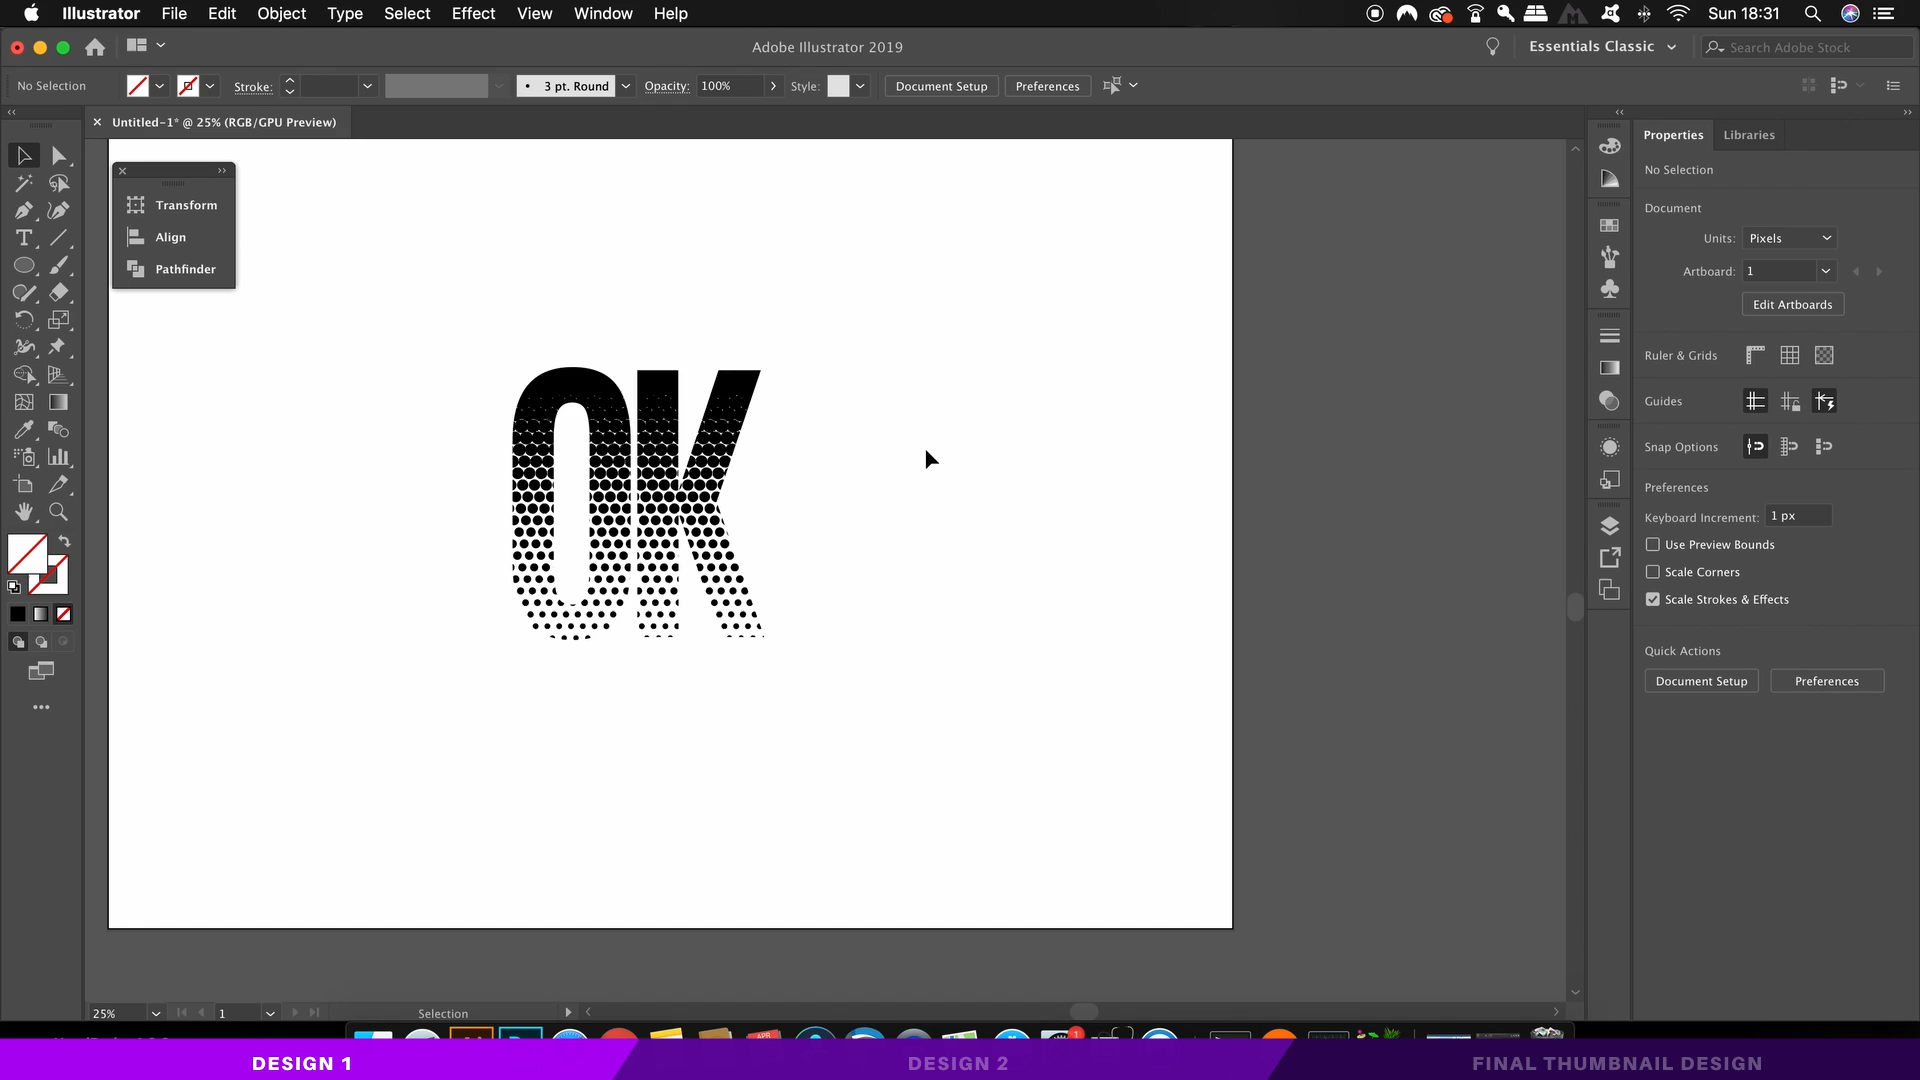 Illustrator File Edit Object Type Select Effect View Window Help
Sun 18:31
Adobe Illustrator 2019
Essentials Classic
Search Adobe Stock
No Selection
Stroke:
3 pt. Round
Opacity: 100%
Style:
Document Setup
Preferences
Untitled-1* @ 25% (RGB/GPU Preview)
Transform
Align
Pathfinder
OK
Properties
Libraries
No Selection
Document
Units: Pixels
Artboard: 1
Edit Artboards
Ruler & Grids
Guides
Snap Options
Preferences
Keyboard Increment: 1 px
Use Preview Bounds
Scale Corners
Scale Strokes & Effects
Quick Actions
Document Setup
Preferences
25%
1
Selection
DESIGN 1
DESIGN 2
FINAL THUMBNAIL DESIGN